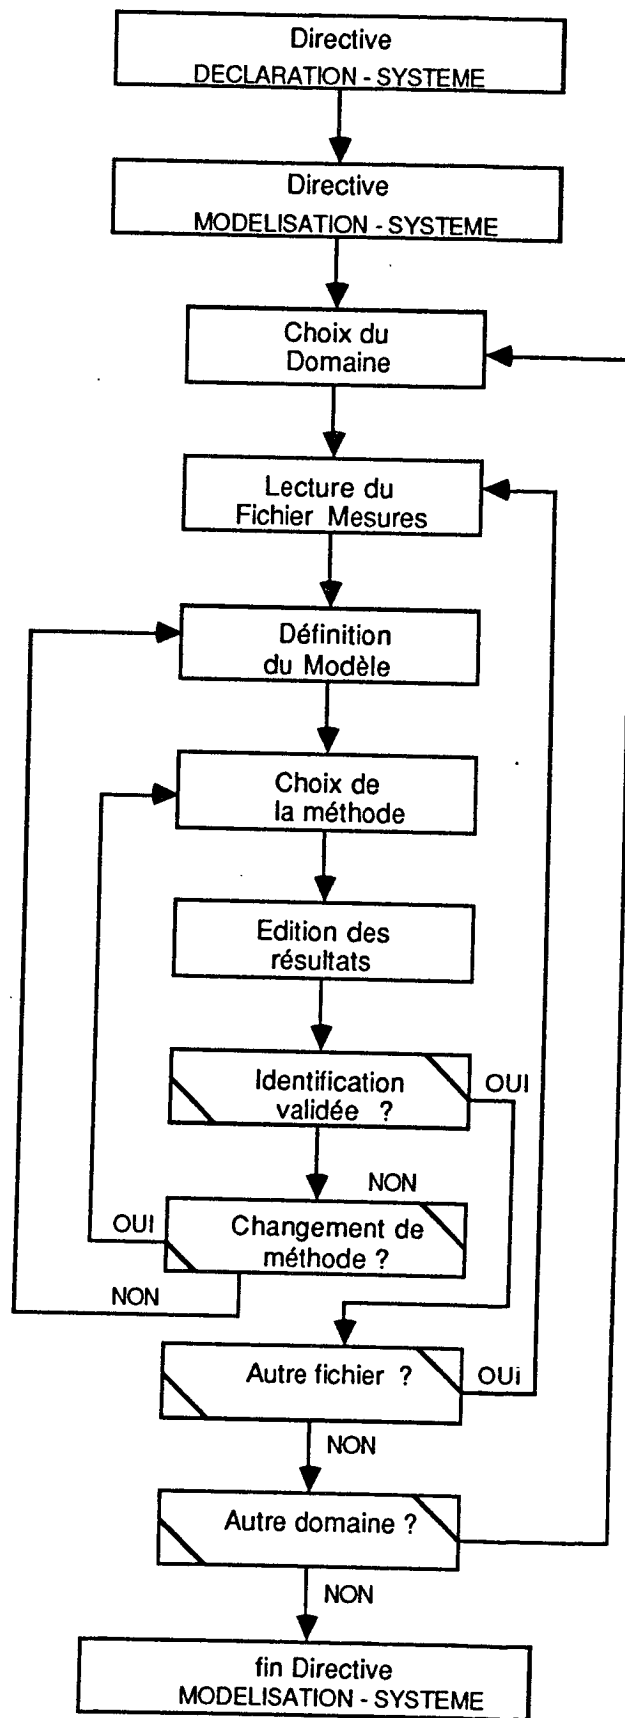 Directive
DECLARATION - SYSTEME
Directive
MODELISATION - SYSTEME
Choix du
Domaine
Lecture du
Fichier Mesures
Définition
du Modèle
Choix de
la méthode
Edition des
résultats
Identification
validée ?
OUI
NON
Changement de
méthode ?
OUI
NON
Autre fichier ?
OUi
NON
Autre domaine ?
NON
fin Directive
MODELISATION - SYSTEME